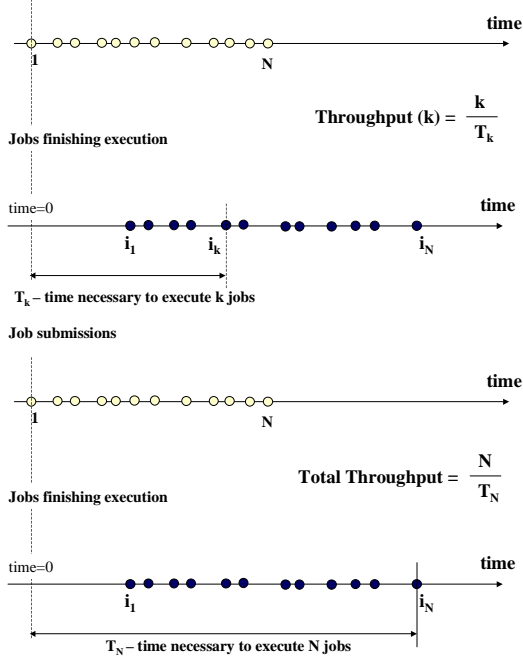 time
1
N
Throughput (k) = k / T_k
Jobs finishing execution
time=0
time
i_1 i_k i_N
T_k – time necessary to execute k jobs
Job submissions
time
1
N
Total Throughput = N / T_N
Jobs finishing execution
time=0
time
i_1 i_N
T_N – time necessary to execute N jobs